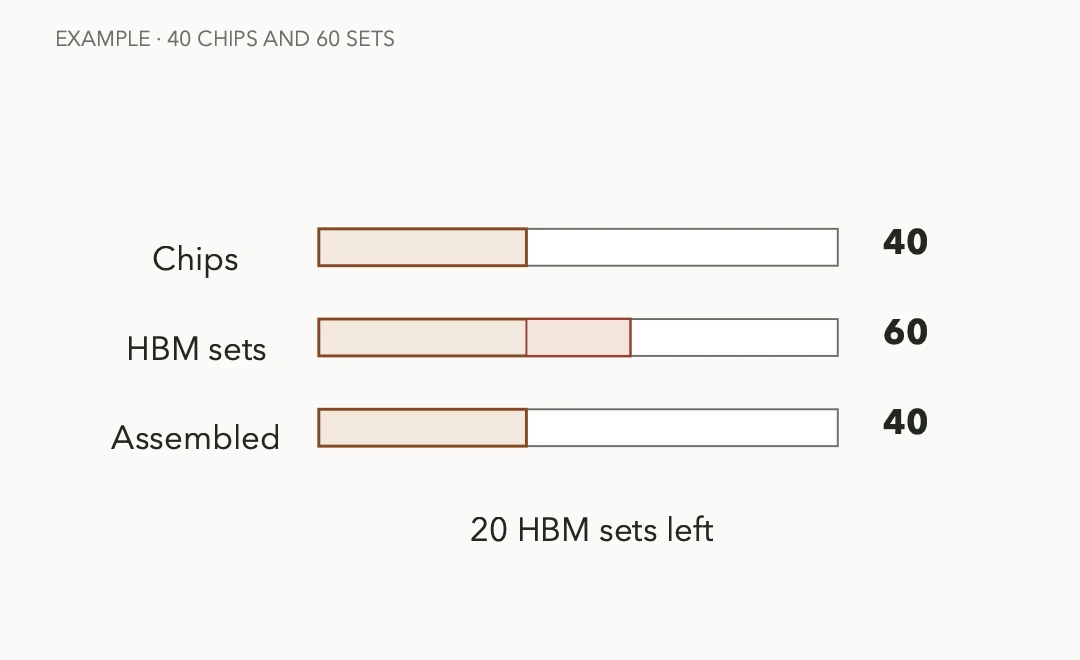 EXAMPLE · 40 CHIPS AND 60 SETS
Chips 40
HBM sets 60
Assembled 40
20 HBM sets left